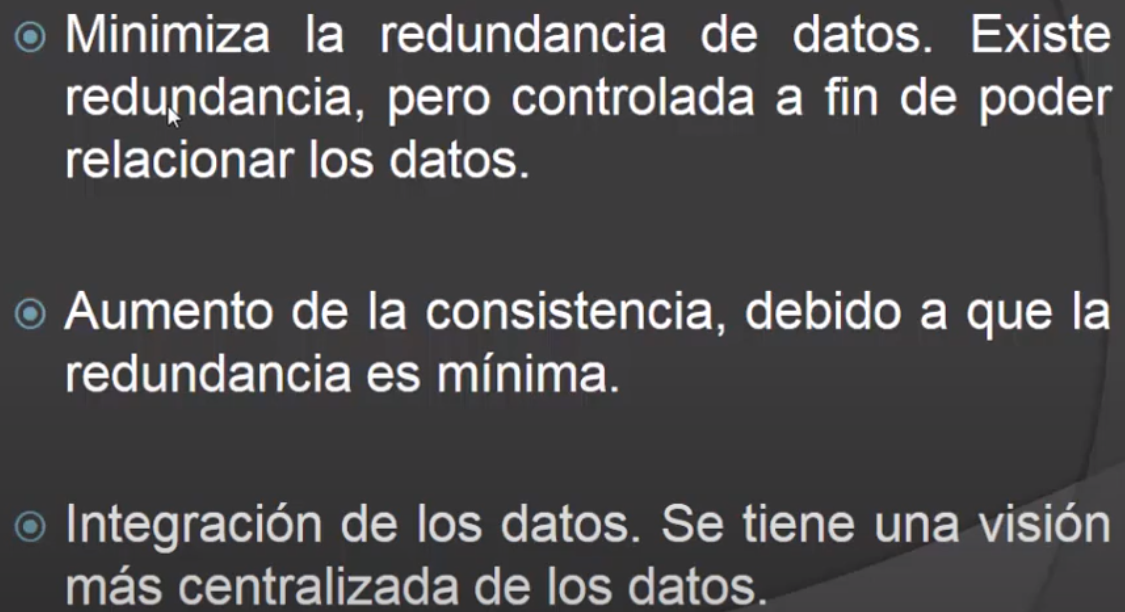 Minimiza la redundancia de datos. Existe
redundancia, pero controlada a fin de poder
relacionar los datos.
Aumento de la consistencia, debido a que la
redundancia es mínima.
Integración de los datos. Se tiene una visión
más centralizada de los datos.